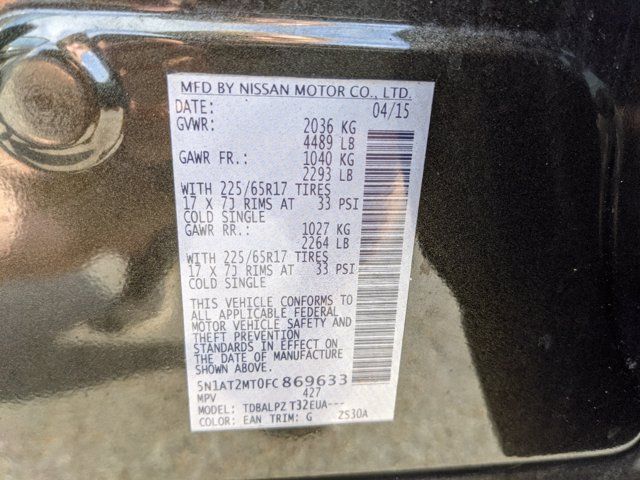 MFD BY NISSAN MOTOR CO., LTD.
DATE: 04/15
GVWR: 2036 KG
4489 LB
GAWR FR.: 1040 KG
2293 LB
WITH 225/65R17 TIRES
17 X 7J RIMS AT 33 PSI
COLD SINGLE
GAWR RR.: 1027 KG
2264 LB
WITH 225/65R17 TIRES
17 X 7J RIMS AT 33 PSI
COLD SINGLE
THIS VEHICLE CONFORMS TO
ALL APPLICABLE FEDERAL
MOTOR VEHICLE SAFETY AND
THEFT PREVENTION
STANDARDS IN EFFECT ON
THE DATE OF MANUFACTURE
SHOWN ABOVE.
5N1AT2MT0FC869633
MPV 427
MODEL: TDBALPZ T32EUA---
COLOR: EAN TRIM: G ZS30A